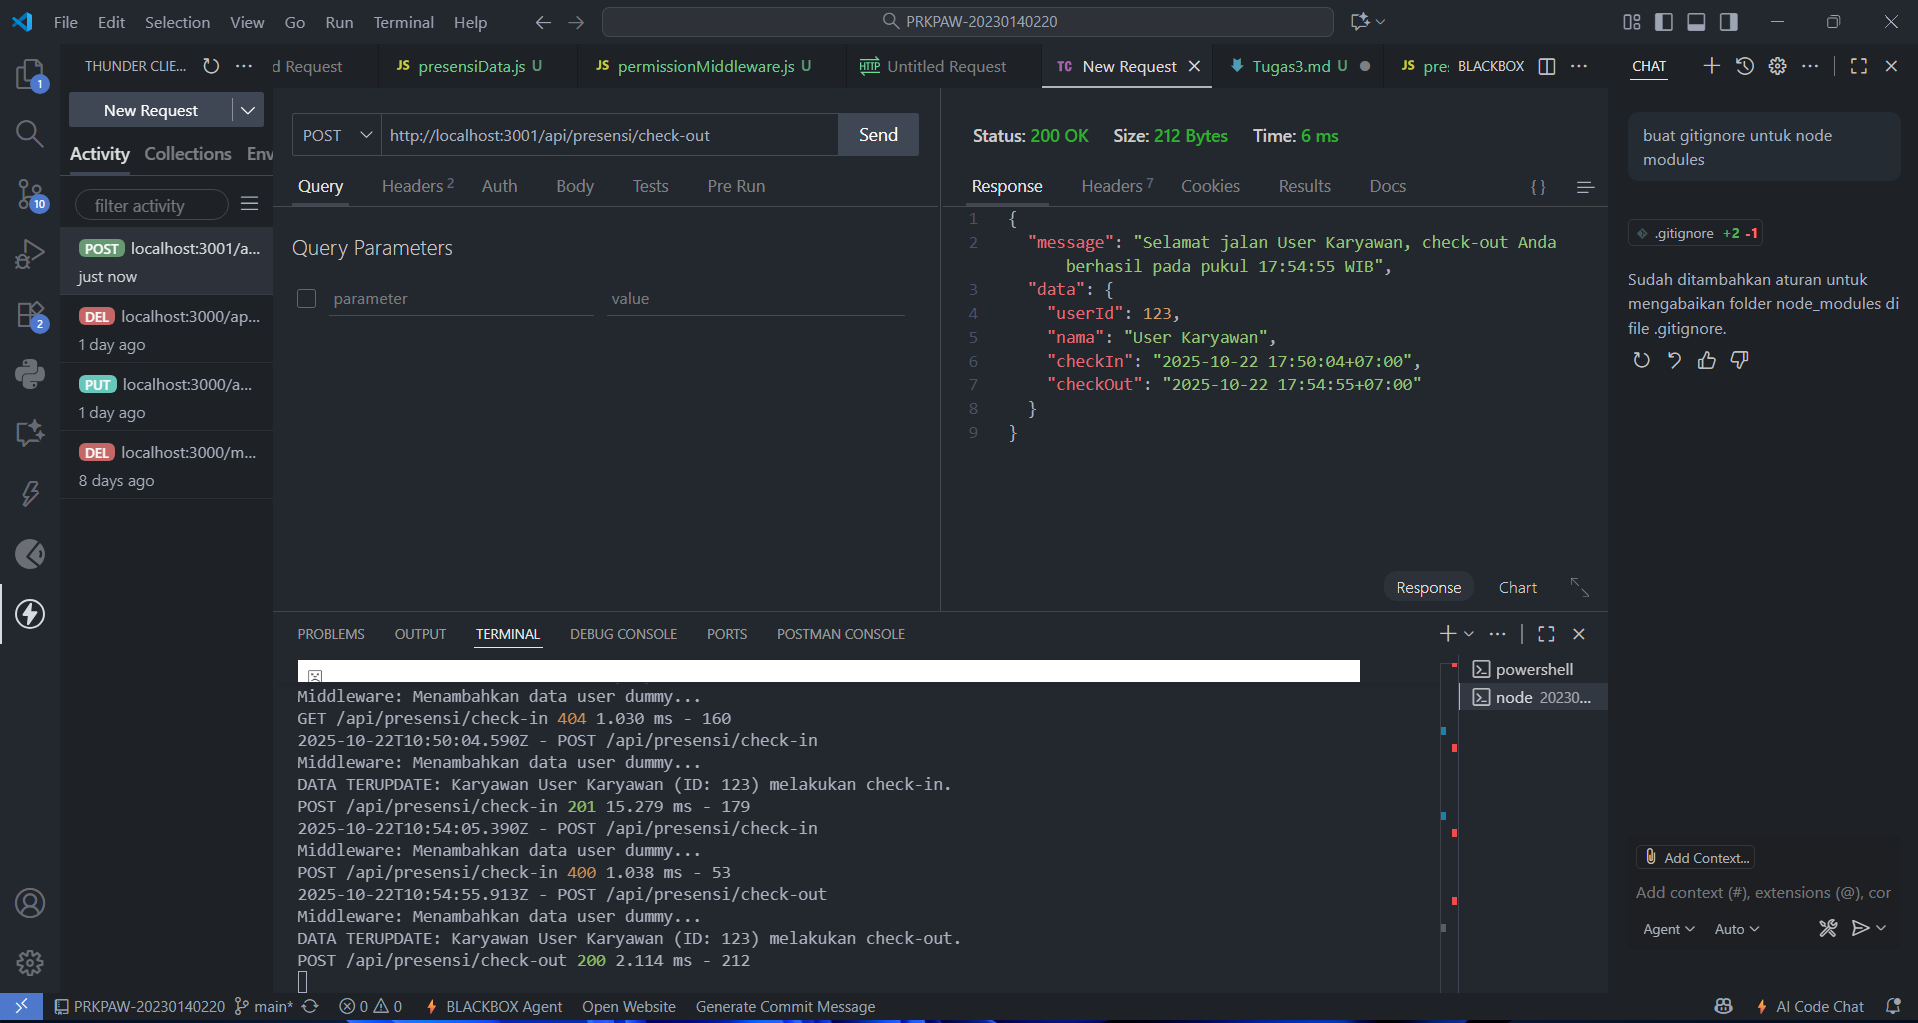 File Edit Selection View Go Run Terminal Help
PRKPAW-20230140220
THUNDER CLIE...
d Request
JS presensiData.js U
JS permissionMiddleware.js U
HTTP Untitled Request
TC New Request
Tugas3.md U
JS pre:
BLACKBOX
CHAT
New Request
Activity Collections Env
filter activity
POST localhost:3001/a...
just now
DEL localhost:3000/ap...
1 day ago
PUT localhost:3000/a...
1 day ago
DEL localhost:3000/m...
8 days ago
1
10
2
POST http://localhost:3001/api/presensi/check-out Send
Query Headers 2 Auth Body Tests Pre Run
Query Parameters
parameter value
Status: 200 OK Size: 212 Bytes Time: 6 ms
Response Headers 7 Cookies Results Docs {}
1 {
2 "message": "Selamat jalan User Karyawan, check-out Anda
berhasil pada pukul 17:54:55 WIB",
3 "data": {
4 "userId": 123,
5 "nama": "User Karyawan",
6 "checkIn": "2025-10-22 17:50:04+07:00",
7 "checkOut": "2025-10-22 17:54:55+07:00"
8 }
9 }
Response Chart
PROBLEMS OUTPUT TERMINAL DEBUG CONSOLE PORTS POSTMAN CONSOLE
Middleware: Menambahkan data user dummy...
GET /api/presensi/check-in 404 1.030 ms - 160
2025-10-22T10:50:04.590Z - POST /api/presensi/check-in
Middleware: Menambahkan data user dummy...
DATA TERUPDATE: Karyawan User Karyawan (ID: 123) melakukan check-in.
POST /api/presensi/check-in 201 15.279 ms - 179
2025-10-22T10:54:05.390Z - POST /api/presensi/check-in
Middleware: Menambahkan data user dummy...
POST /api/presensi/check-in 400 1.038 ms - 53
2025-10-22T10:54:55.913Z - POST /api/presensi/check-out
Middleware: Menambahkan data user dummy...
DATA TERUPDATE: Karyawan User Karyawan (ID: 123) melakukan check-out.
POST /api/presensi/check-out 200 2.114 ms - 212
powershell
node 20230...
buat gitignore untuk node
modules
.gitignore +2 -1
Sudah ditambahkan aturan untuk
mengabaikan folder node_modules di
file .gitignore.
Add Context...
Add context (#), extensions (@), cor
Agent Auto
PRKPAW-20230140220 main* 0 0 BLACKBOX Agent Open Website Generate Commit Message AI Code Chat